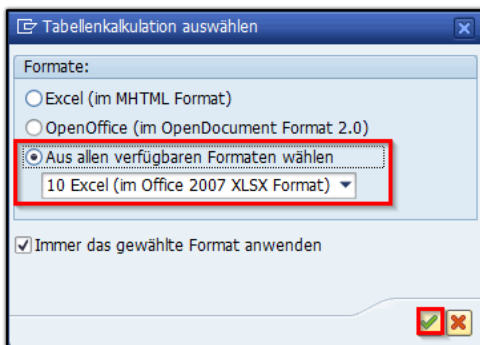 Tabellenkalkulation auswählen
Formate:
Excel (im MHTML Format)
OpenOffice (im OpenDocument Format 2.0)
Aus allen verfügbaren Formaten wählen
10 Excel (im Office 2007 XLSX Format)
Immer das gewählte Format anwenden